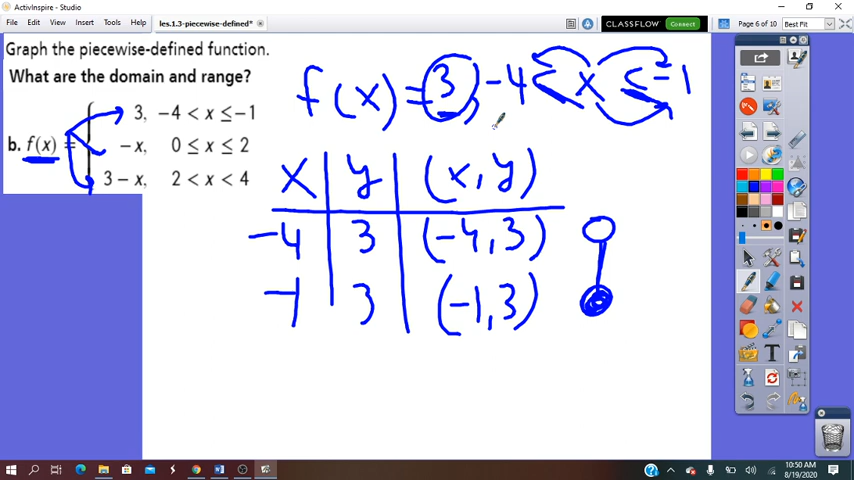 ActivInspire - Studio
File Edit View Insert Tools Help
les.1.3-piecewise-defined*
CLASSFLOW Connect
Page 6 of 10
Best Fit
Graph the piecewise-defined function.
What are the domain and range?
3, −4 < x ≤ −1
b. f(x) = −x, 0 ≤ x ≤ 2
3 − x, 2 < x < 4
f(x) = 3, -4 < x ≤ -1
x y (x, y)
-4 3 (-4, 3)
-1 3 (-1, 3)
10:50 AM
8/19/2020